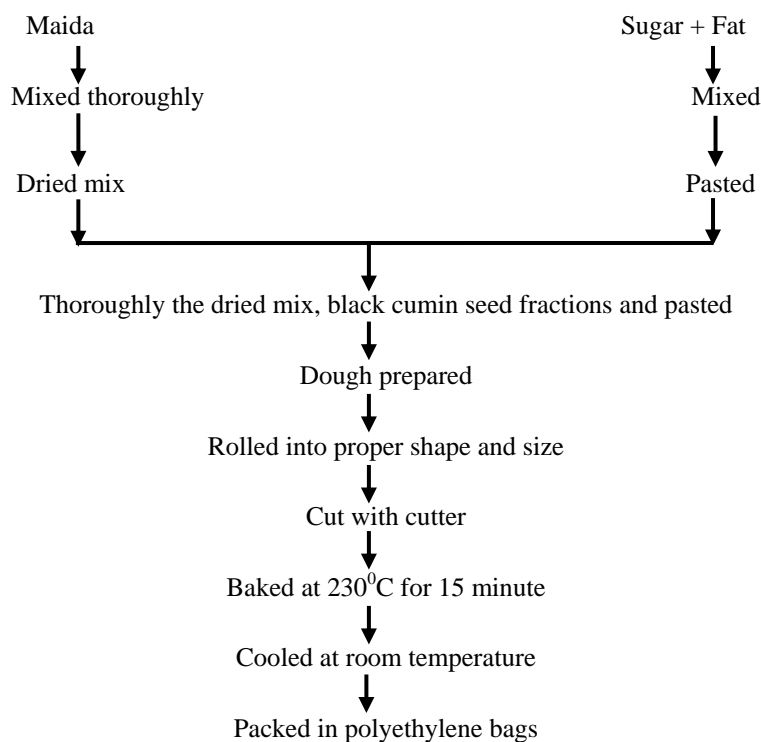 Maida
Sugar + Fat
Mixed thoroughly
Mixed
Dried mix
Pasted
Thoroughly the dried mix, black cumin seed fractions and pasted
Dough prepared
Rolled into proper shape and size
Cut with cutter
Baked at 230⁰C for 15 minute
Cooled at room temperature
Packed in polyethylene bags